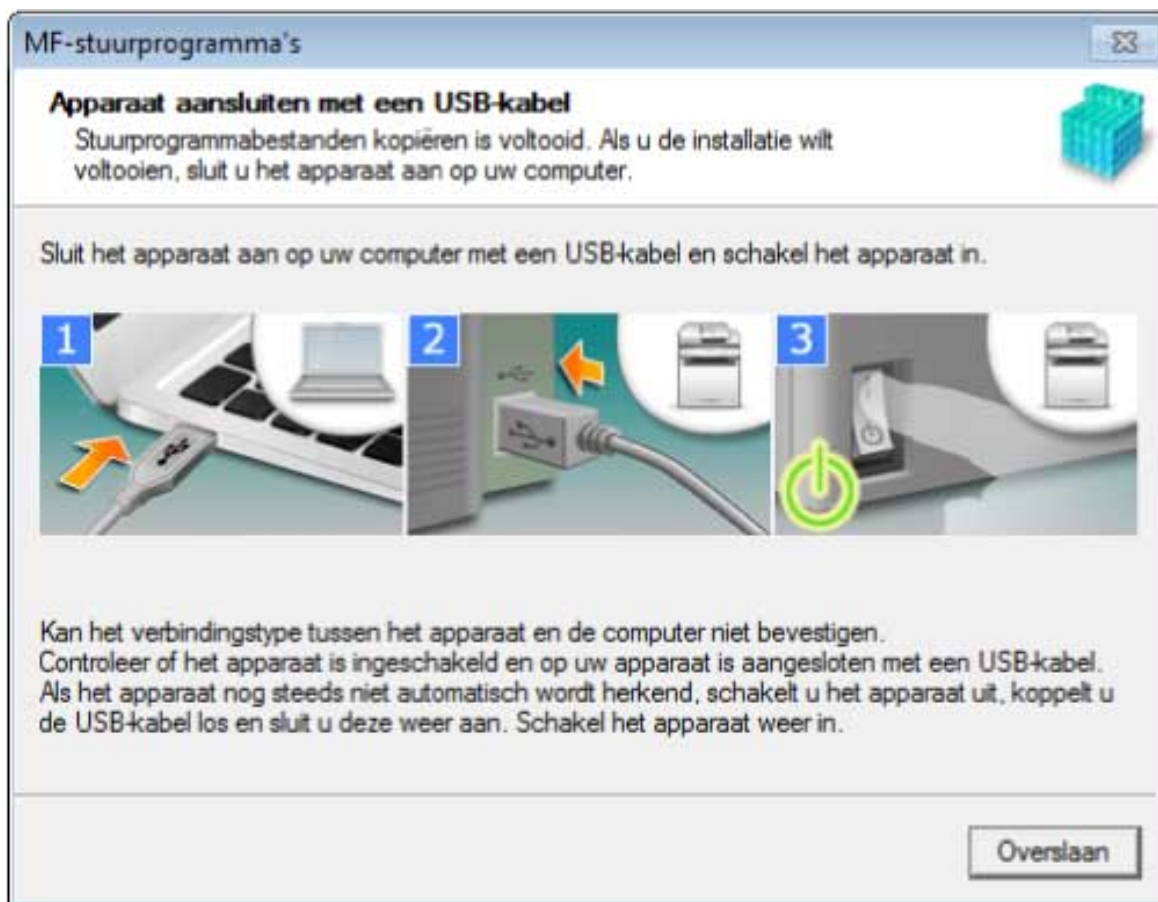 MF-stuurprogramma's
Apparaat aansluiten met een USB-kabel
Stuurprogrammabestanden kopiëren is voltooid. Als u de installatie wilt
voltooien, sluit u het apparaat aan op uw computer.
Sluit het apparaat aan op uw computer met een USB-kabel en schakel het apparaat in.
1
2
3
Kan het verbindingstype tussen het apparaat en de computer niet bevestigen.
Controleer of het apparaat is ingeschakeld en op uw apparaat is aangesloten met een USB-kabel.
Als het apparaat nog steeds niet automatisch wordt herkend, schakelt u het apparaat uit, koppelt u
de USB-kabel los en sluit u deze weer aan. Schakel het apparaat weer in.
Overslaan